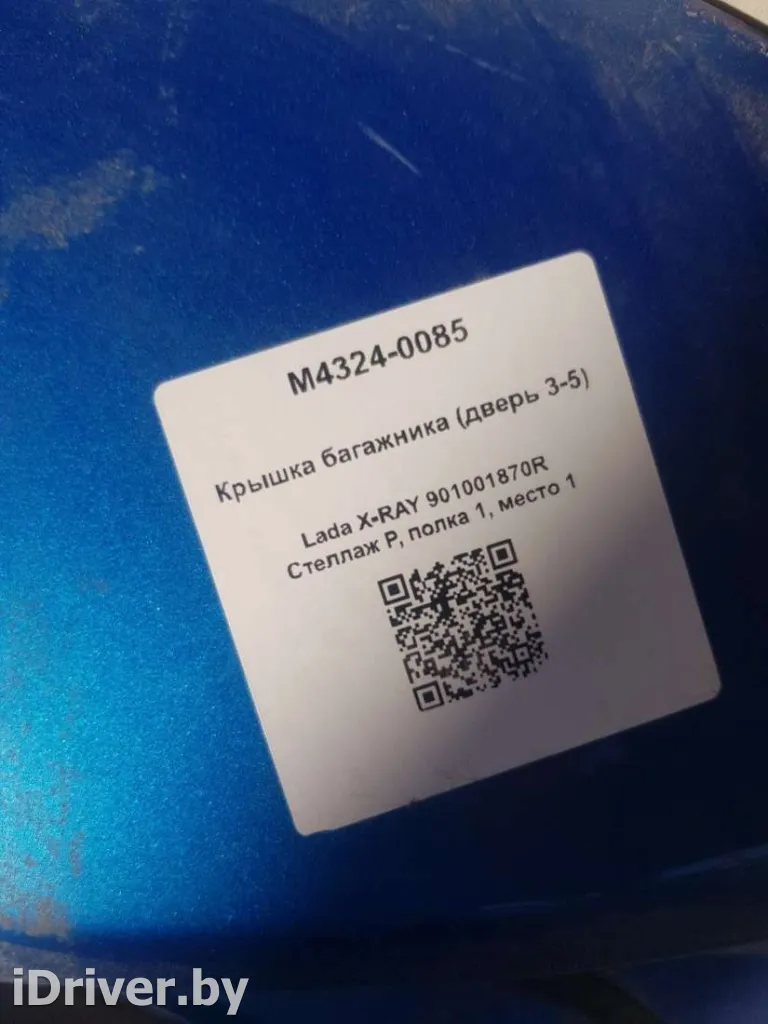 M4324-0085
Крышка багажника (дверь 3-5)
Lada X-RAY 901001870R
Стеллаж Р, полка 1, место 1
iDriver.by